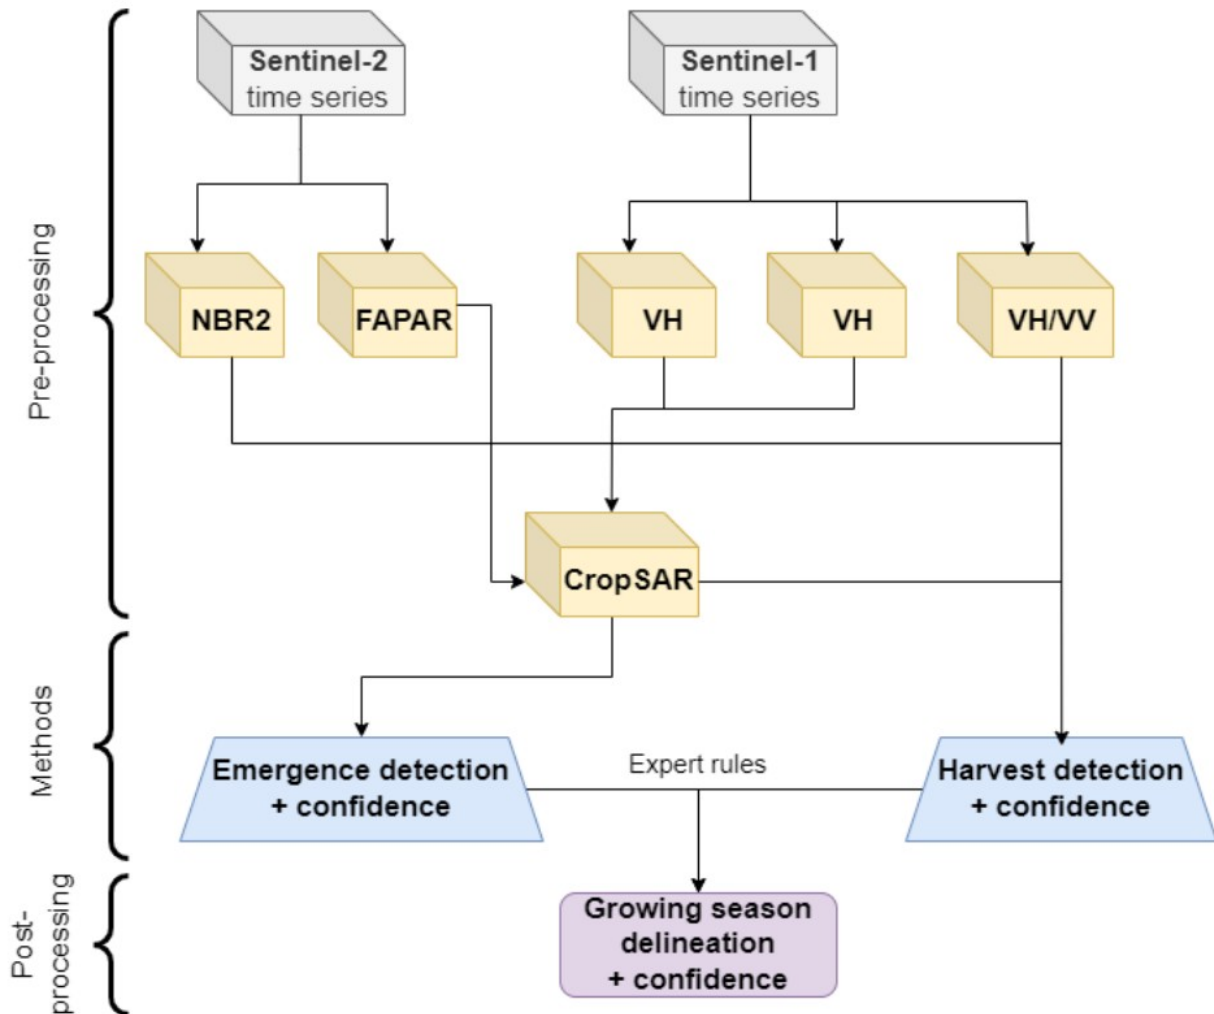 Sentinel-2
time series
Sentinel-1
time series
Pre-processing
NBR2
FAPAR
VH
VH
VH/VV
CropSAR
Methods
Emergence detection
+ confidence
Expert rules
Harvest detection
+ confidence
Post-
processing
Growing season
delineation
+ confidence